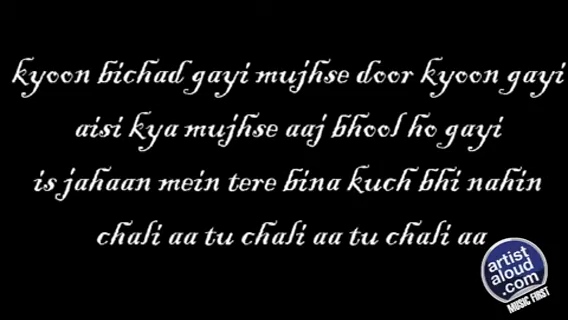 kyoon bichad gayi mujhse door kyoon gayi
aisi kya mujhse aaj bhool ho gayi
is jahaan mein tere bina kuch bhi nahin
chali aa tu chali aa tu chali aa
artist
aloud
.com
MUSIC FIRST